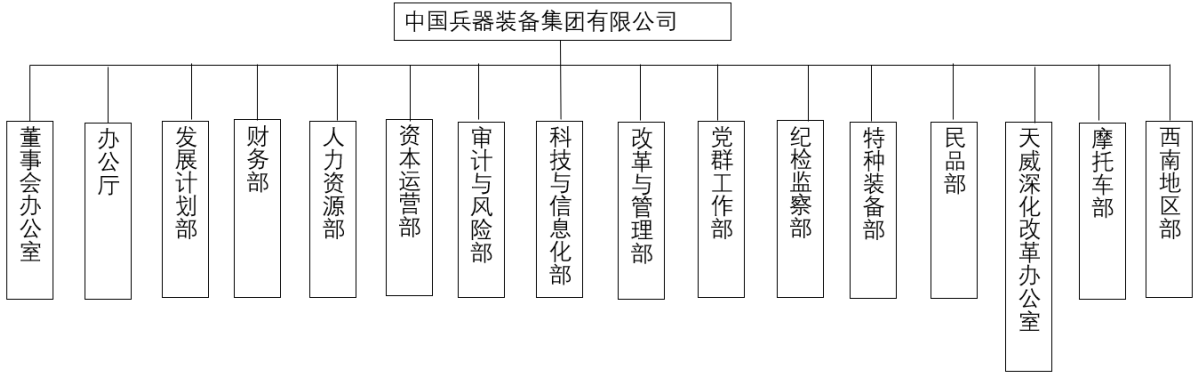 中国兵器装备集团有限公司
董事会办公室
办公厅
发展计划部
财务部
人力资源部
资本运营部
审计与风险部
科技与信息化部
改革与管理部
党群工作部
纪检监察部
特种装备部
民品部
天威深化改革办公室
摩托车部
西南地区部